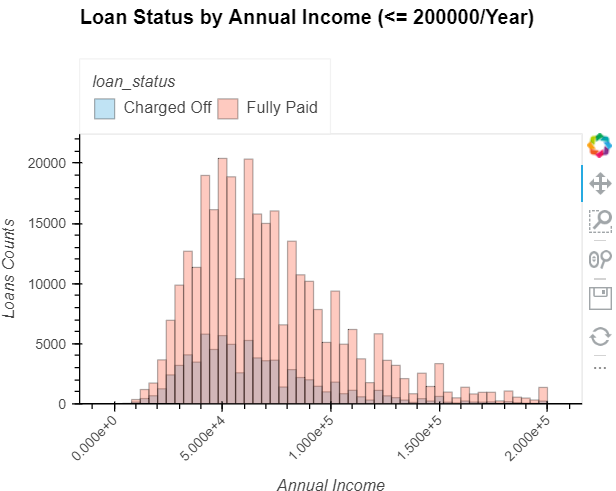 Loan Status by Annual Income (<= 200000/Year)
loan_status
Charged Off
Fully Paid
20000
15000
10000
5000
0
Loans Counts
0.000e+0
5.000e+4
1.000e+5
1.500e+5
2.000e+5
Annual Income